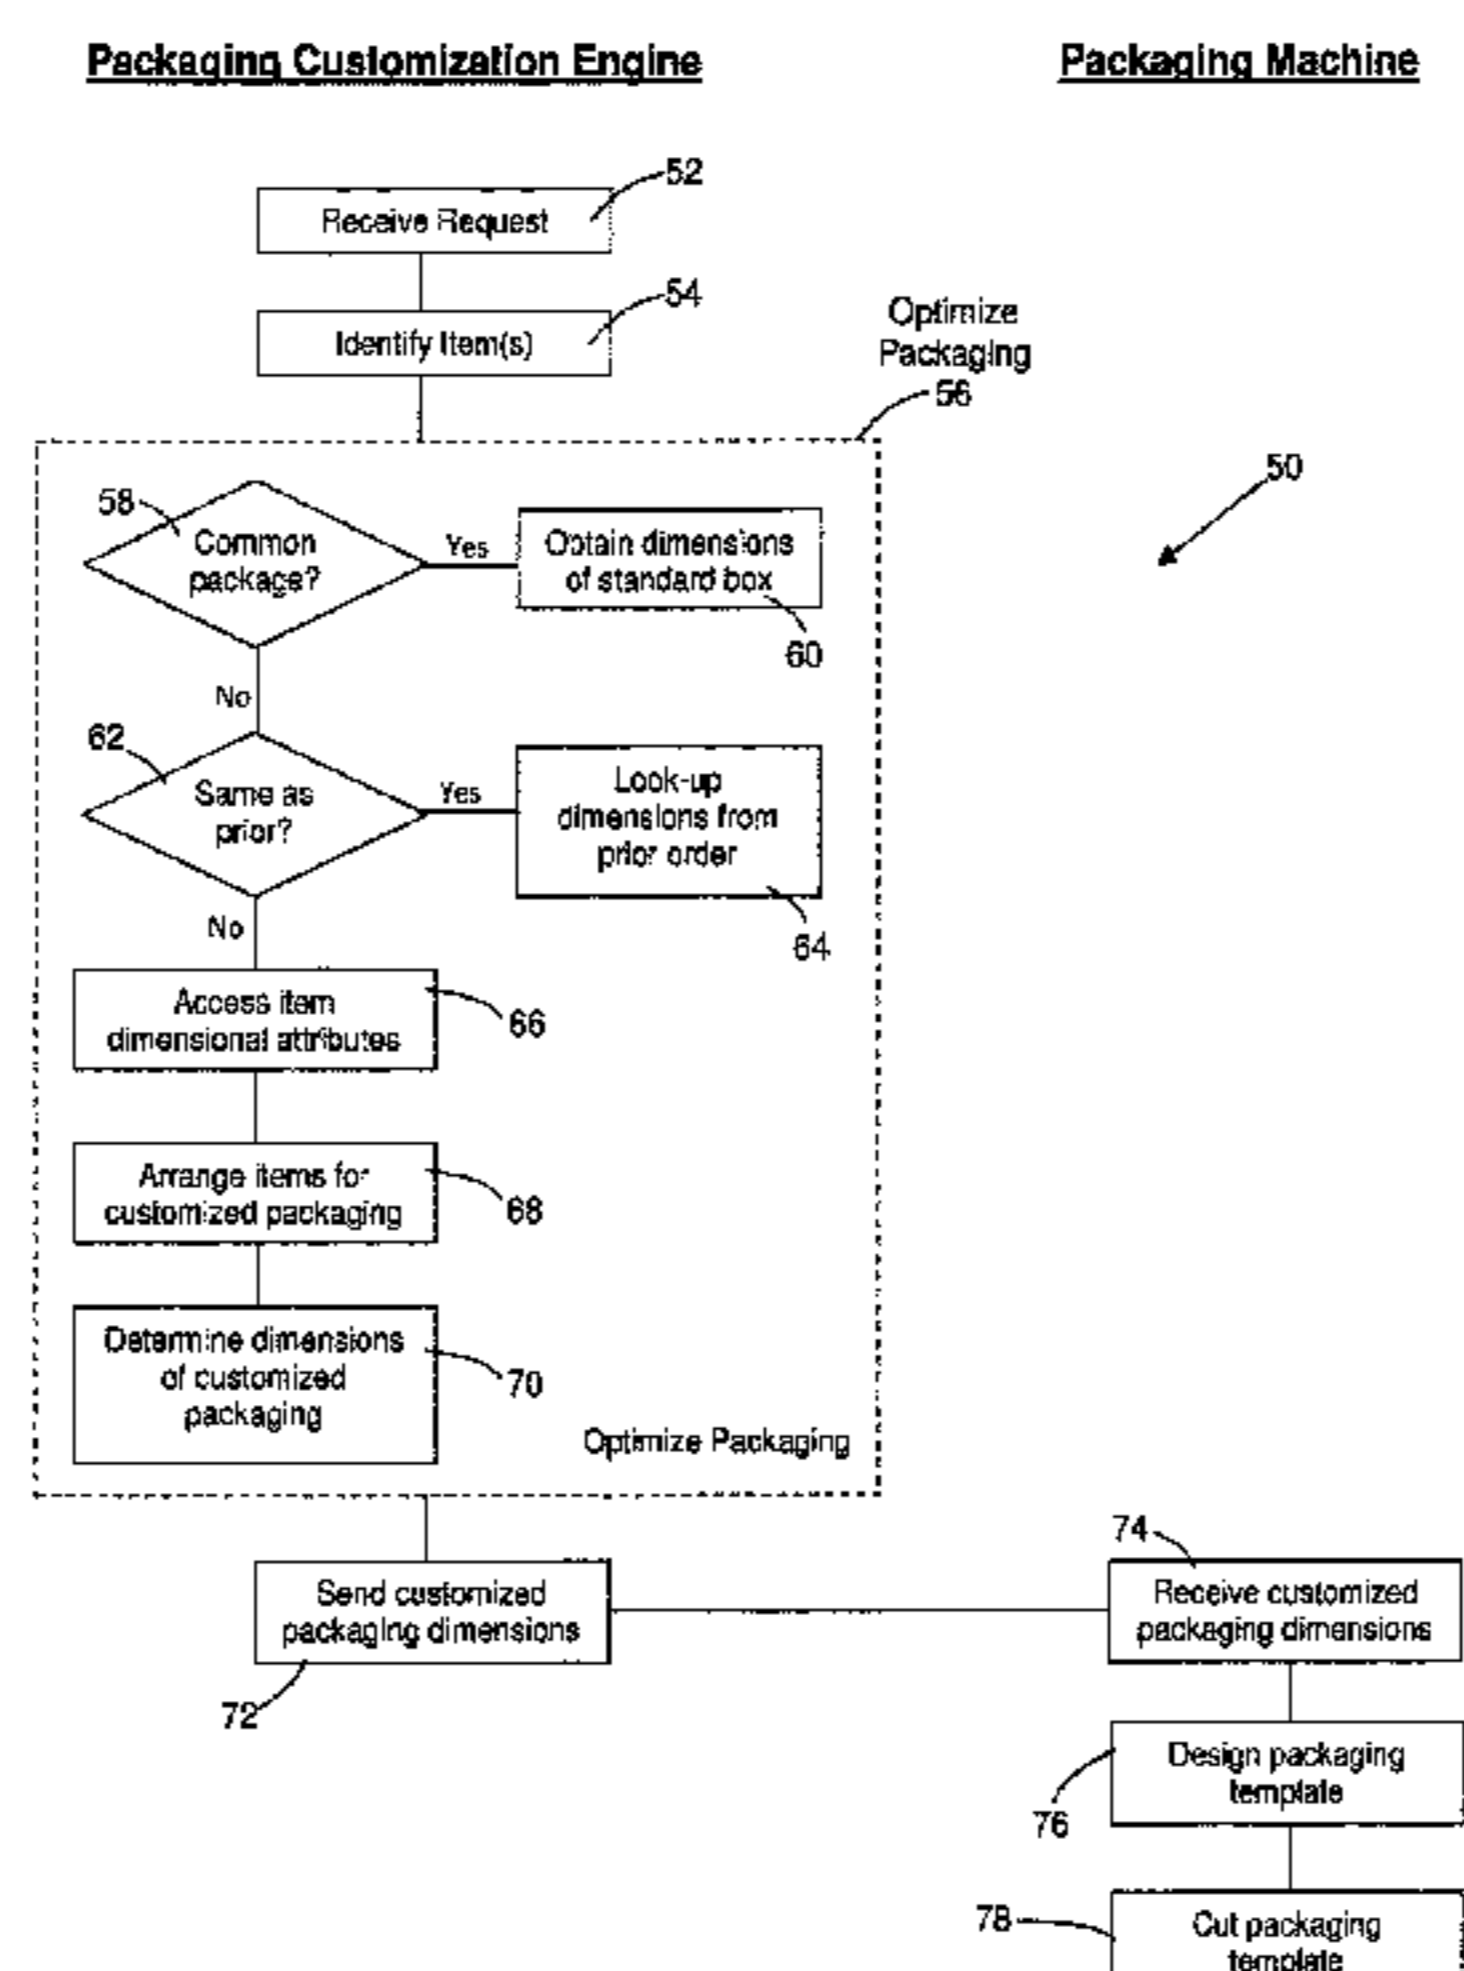 Packaging Customization Engine
Packaging Machine
52
Receive Request
54
Identify Item(s)
Optimize
Packaging
56
50
58
Common
package?
Yes
Obtain dimensions
of standard box
60
No
62
Same as
prior?
Yes
Look-up
dimensions from
prior order
64
No
Access item
dimensional attributes
66
Arrange items for
customized packaging
68
Determine dimensions
of customized
packaging
70
Optimize Packaging
74
Send customized
packaging dimensions
Receive customized
packaging dimensions
72
Design packaging
template
76
78
Cut packaging
template